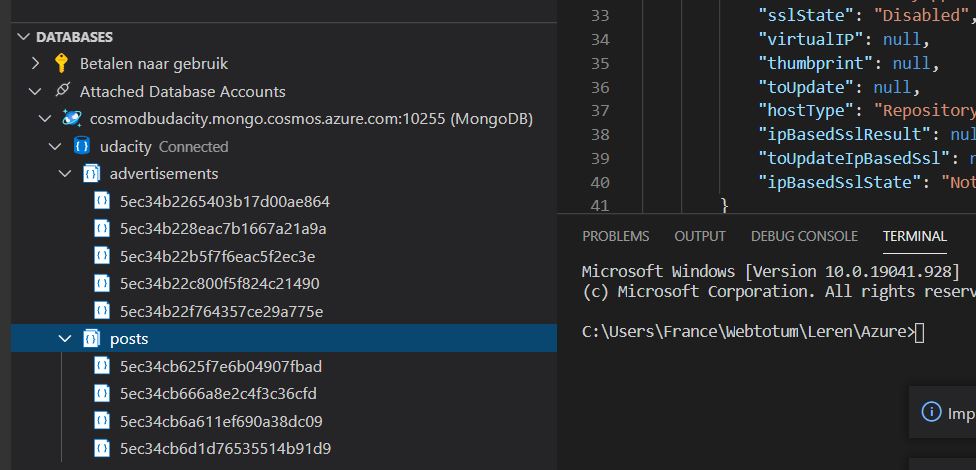 DATABASES
Betalen naar gebruik
Attached Database Accounts
cosmodbudacity.mongo.cosmos.azure.com:10255 (MongoDB)
udacity Connected
advertisements
5ec34b2265403b17d00ae864
5ec34b228eac7b1667a21a9a
5ec34b22b5f7f6eac5f2ec3e
5ec34b22c800f5f824c21490
5ec34b22f764357ce29a775e
posts
5ec34cb625f7e6b04907fbad
5ec34cb666a8e2c4f3c36cfd
5ec34cb6a611ef690a38dc09
5ec34cb6d1d76535514b91d9
33 "sslState": "Disabled",
34 "virtualIP": null,
35 "thumbprint": null,
36 "toUpdate": null,
37 "hostType": "Repository
38 "ipBasedSslResult": nul
39 "toUpdateIpBasedSsl": n
40 "ipBasedSslState": "Not
41 }
PROBLEMS OUTPUT DEBUG CONSOLE TERMINAL
Microsoft Windows [Version 10.0.19041.928]
(c) Microsoft Corporation. All rights reserv
C:\Users\France\Webtotum\Leren\Azure>
Imp